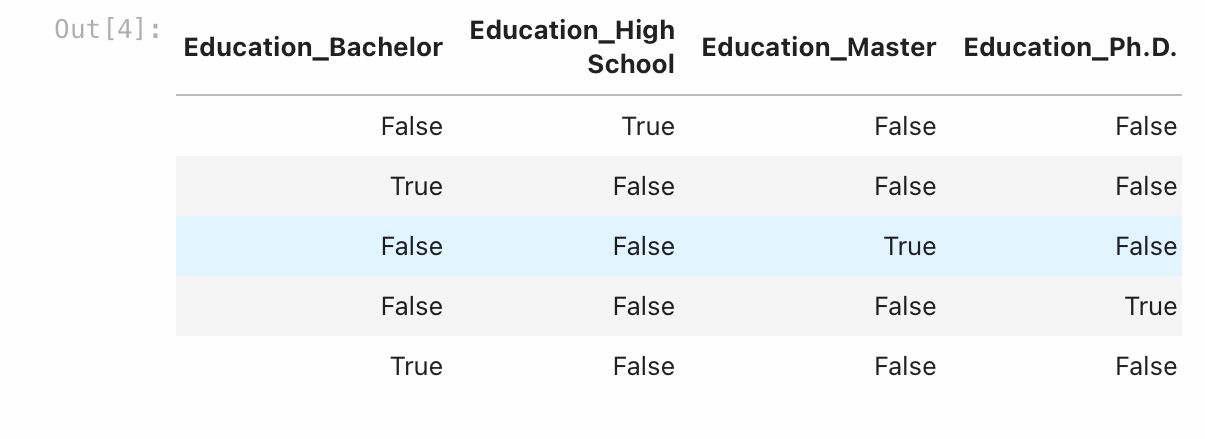 Out[4]:
Education_Bachelor Education_High School Education_Master Education_Ph.D.
False True False False
True False False False
False False True False
False False False True
True False False False